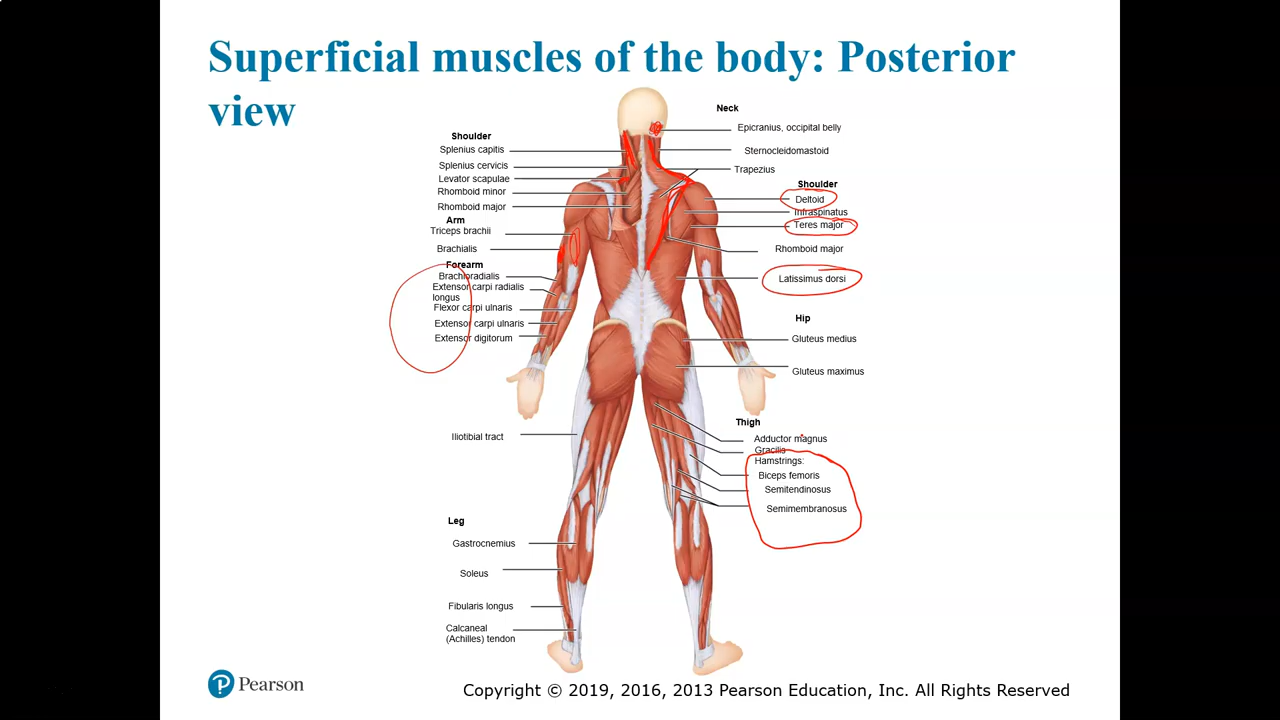 Superficial muscles of the body: Posterior
view
Neck
Epicranius, occipital belly
Sternocleidomastoid
Trapezius
Shoulder
Splenius capitis
Splenius cervicis
Levator scapulae
Rhomboid minor
Rhomboid major
Arm
Triceps brachii
Brachialis
Forearm
Brachioradialis
Extensor carpi radialis
longus
Flexor carpi ulnaris
Extensor carpi ulnaris
Extensor digitorum
Shoulder
Deltoid
Infraspinatus
Teres major
Rhomboid major
Latissimus dorsi
Hip
Gluteus medius
Gluteus maximus
Iliotibial tract
Thigh
Adductor magnus
Gracilis
Hamstrings:
Biceps femoris
Semitendinosus
Semimembranosus
Leg
Gastrocnemius
Soleus
Fibularis longus
Calcaneal
(Achilles) tendon
Pearson
Copyright © 2019, 2016, 2013 Pearson Education, Inc. All Rights Reserved